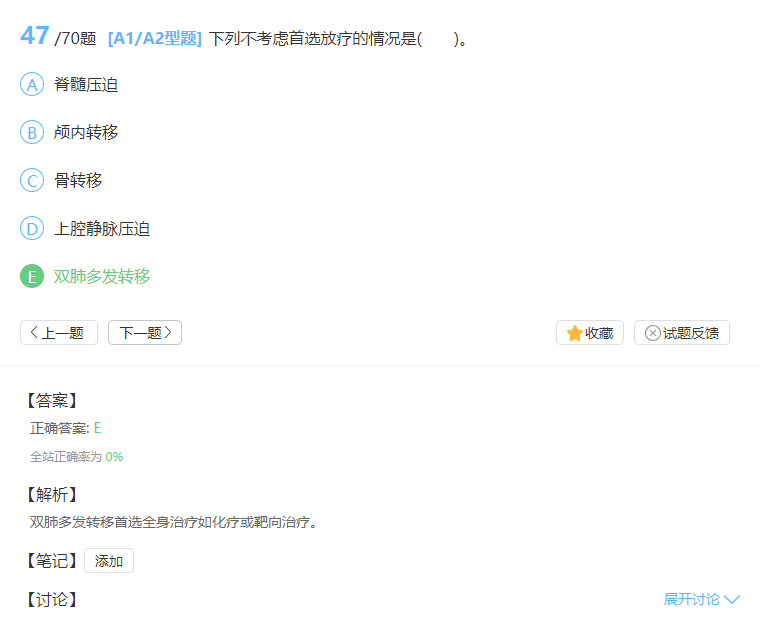 47 /70题 [A1/A2型题] 下列不考虑首选放疗的情况是(  )。
A 脊髓压迫
B 颅内转移
C 骨转移
D 上腔静脉压迫
E 双肺多发转移
上一题 下一题 收藏 试题反馈
【答案】
正确答案: E
全站正确率为 0%
【解析】
双肺多发转移首选全身治疗如化疗或靶向治疗。
【笔记】 添加
【讨论】 展开讨论